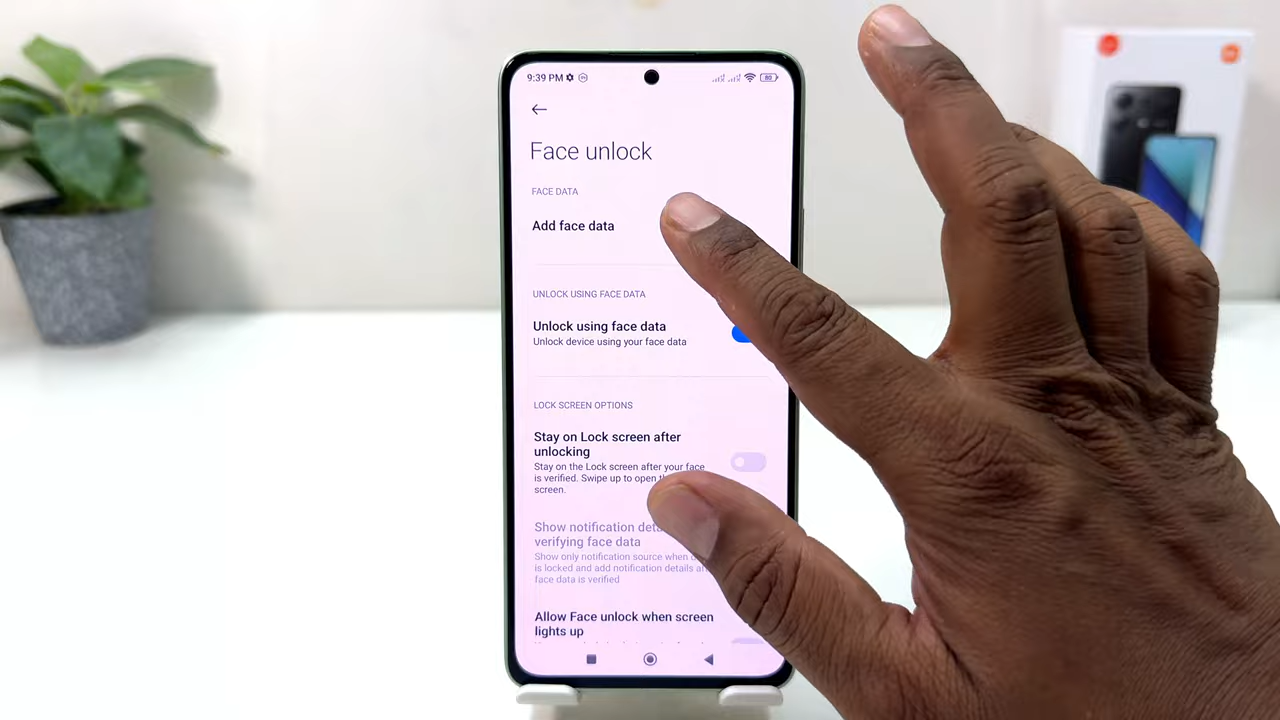 9:39 PM
80
Face unlock
FACE DATA
Add face data
UNLOCK USING FACE DATA
Unlock using face data
Unlock device using your face data
LOCK SCREEN OPTIONS
Stay on Lock screen after
unlocking
Stay on the Lock screen after your face
is verified. Swipe up to open
screen.
Show notification
verifying face data
Show only notification source when
is locked and add notification details
face data is verified
Allow Face unlock when screen
lights up